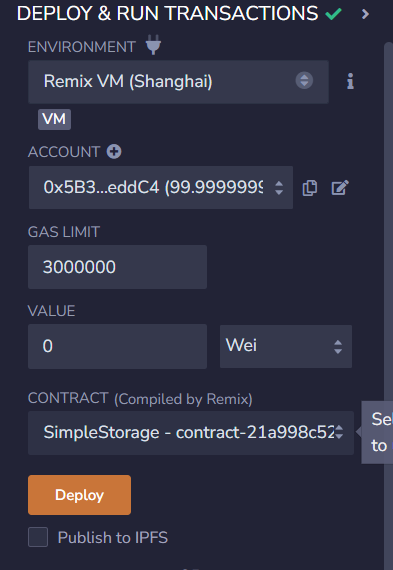 DEPLOY & RUN TRANSACTIONS
ENVIRONMENT
Remix VM (Shanghai)
VM
ACCOUNT
0x5B3...eddC4 (99.9999999
GAS LIMIT
3000000
VALUE
0 Wei
CONTRACT (Compiled by Remix)
SimpleStorage - contract-21a998c52
Sel
to
Deploy
Publish to IPFS